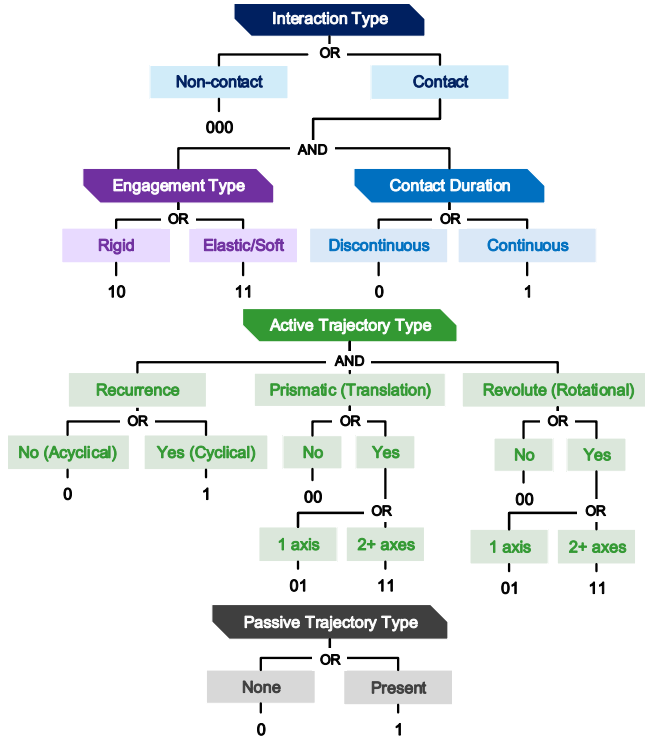 Interaction Type
OR
Non-contact Contact
000
AND
Engagement Type Contact Duration
OR OR
Rigid Elastic/Soft Discontinuous Continuous
10 11 0 1
Active Trajectory Type
AND
Recurrence Prismatic (Translation) Revolute (Rotational)
OR OR OR
No (Acyclical) Yes (Cyclical) No Yes No Yes
0 1 00 00
OR OR
1 axis 2+ axes 1 axis 2+ axes
01 11 01 11
Passive Trajectory Type
OR
None Present
0 1